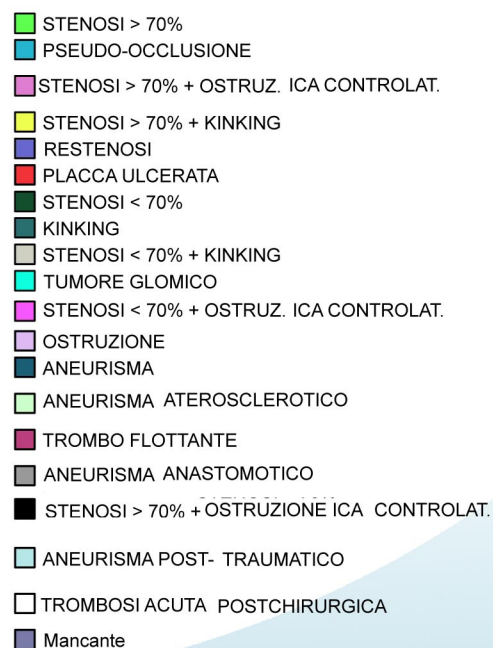 STENOSI > 70%
PSEUDO-OCCLUSIONE
STENOSI > 70% + OSTRUZ. ICA CONTROLAT.
STENOSI > 70% + KINKING
RESTENOSI
PLACCA ULCERATA
STENOSI < 70%
KINKING
STENOSI < 70% + KINKING
TUMORE GLOMICO
STENOSI < 70% + OSTRUZ. ICA CONTROLAT.
OSTRUZIONE
ANEURISMA
ANEURISMA ATEROSCLEROTICO
TROMBO FLOTTANTE
ANEURISMA ANASTOMOTICO
STENOSI > 70% + OSTRUZIONE ICA CONTROLAT.
ANEURISMA POST- TRAUMATICO
TROMBOSI ACUTA POSTCHIRURGICA
Mancante